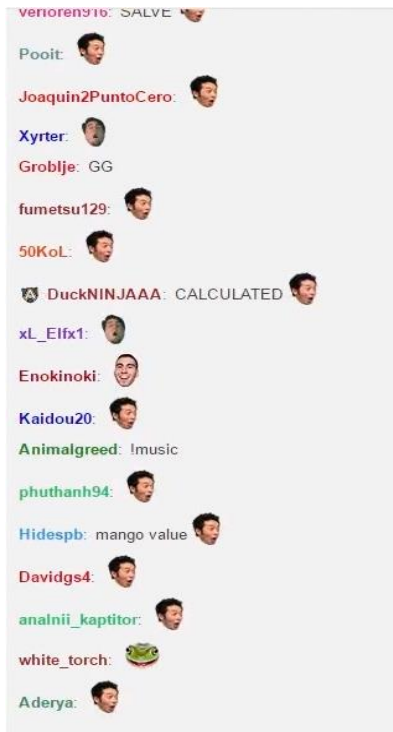 verloren916: SALVE
Pooit:
Joaquin2PuntoCero:
Xyrter:
Groblje: GG
fumetsu129:
50KoL:
DuckNINJAAA: CALCULATED
xL_Elfx1:
Enokinoki:
Kaidou20:
Animalgreed: !music
phuthanh94:
Hidespb: mango value
Davidgs4:
analnii_kaptitor:
white_torch:
Aderya: